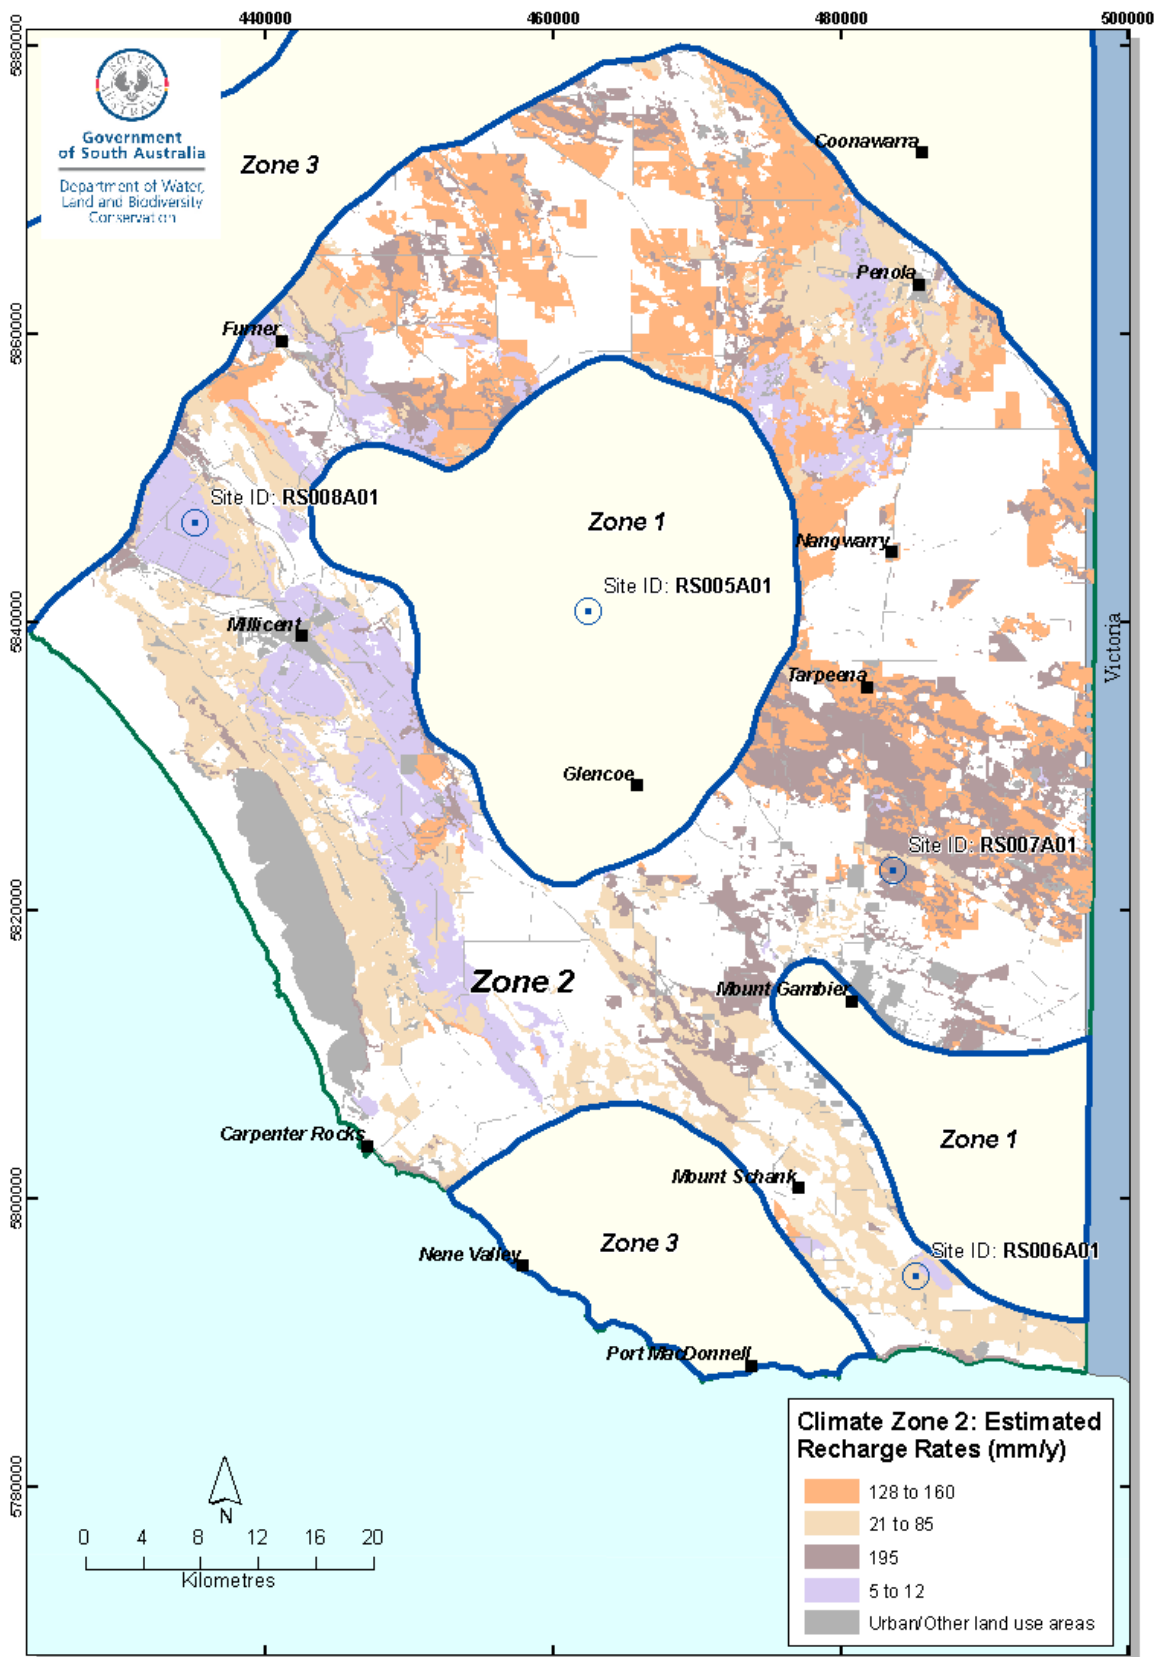 440000
460000
480000
500000
5880000
5860000
5840000
5820000
5800000
5780000
SOUTH
AUSTRALIA
Government
of South Australia
Department of Water,
Land and Biodiversity
Conservation
Zone 3
Coonawarra
Penola
Furner
Site ID: RS008A01
Zone 1
Nangwarry
Site ID: RS005A01
Millicent
Victoria
Tarpeena
Glencoe
Site ID: RS007A01
Zone 2
Mount Gambier
Carpenter Rocks
Zone 1
Mount Schank
Zone 3
Nene Valley
Site ID: RS006A01
Port MacDonnell
Climate Zone 2: Estimated
Recharge Rates (mm/y)
128 to 160
21 to 85
195
5 to 12
Urban/Other land use areas
N
0 4 8 12 16 20
Kilometres